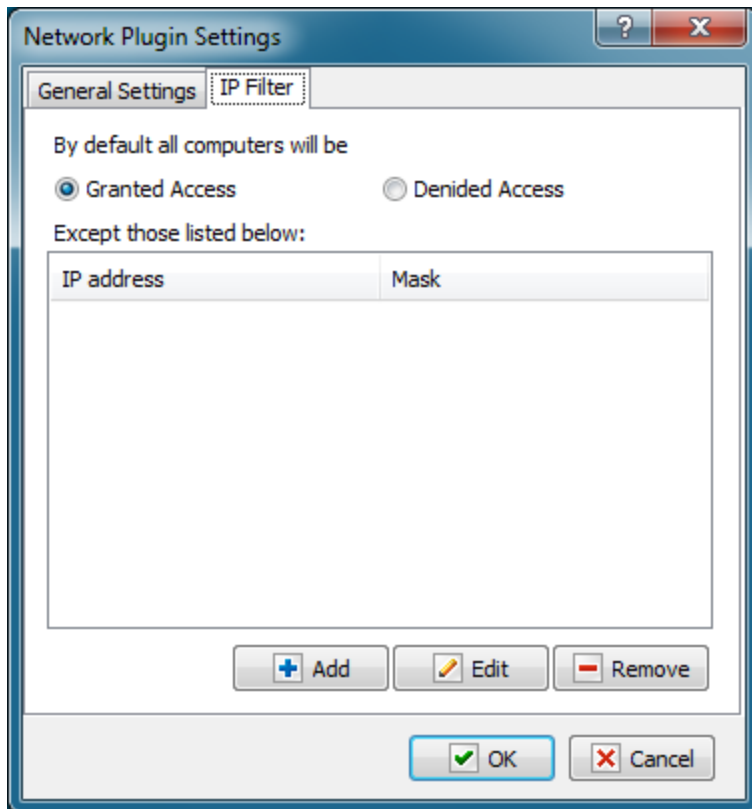 Network Plugin Settings
?
General Settings IP Filter
By default all computers will be
Granted Access Denided Access
Except those listed below:
IP address Mask
Add Edit Remove
OK Cancel